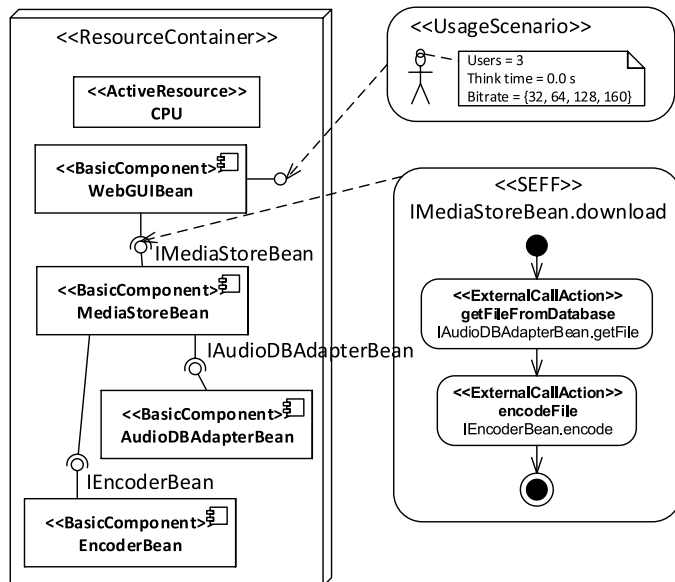 <<ResourceContainer>>
<<ActiveResource>>
CPU
<<BasicComponent>>
WebGUIBean
IMediaStoreBean
<<BasicComponent>>
MediaStoreBean
IAudioDBAdapterBean
<<BasicComponent>>
AudioDBAdapterBean
IEncoderBean
<<BasicComponent>>
EncoderBean
<<UsageScenario>>
Users = 3
Think time = 0.0 s
Bitrate = {32, 64, 128, 160}
<<SEFF>>
IMediaStoreBean.download
<<ExternalCallAction>>
getFileFromDatabase
IAudioDBAdapterBean.getFile
<<ExternalCallAction>>
encodeFile
IEncoderBean.encode